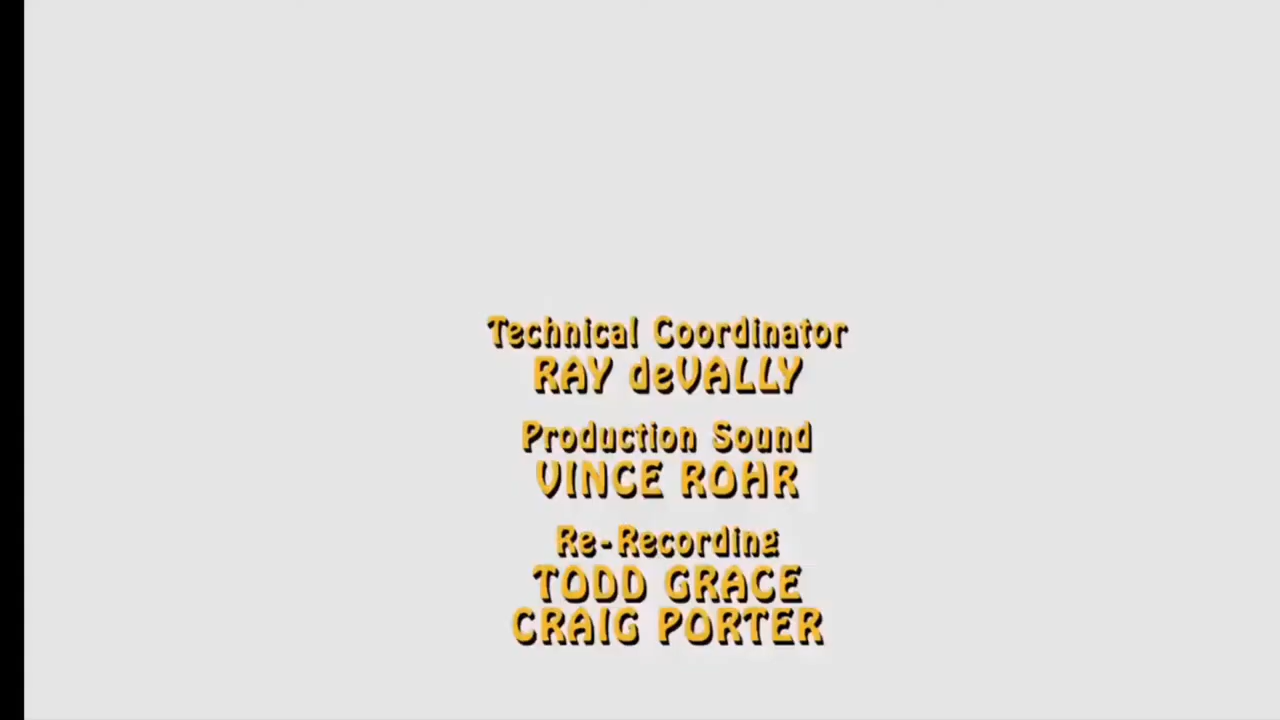 Technical Coordinator
RAY deVALLY
Production Sound
VINCE ROHR
Re-Recording
TODD GRACE
CRAIG PORTER